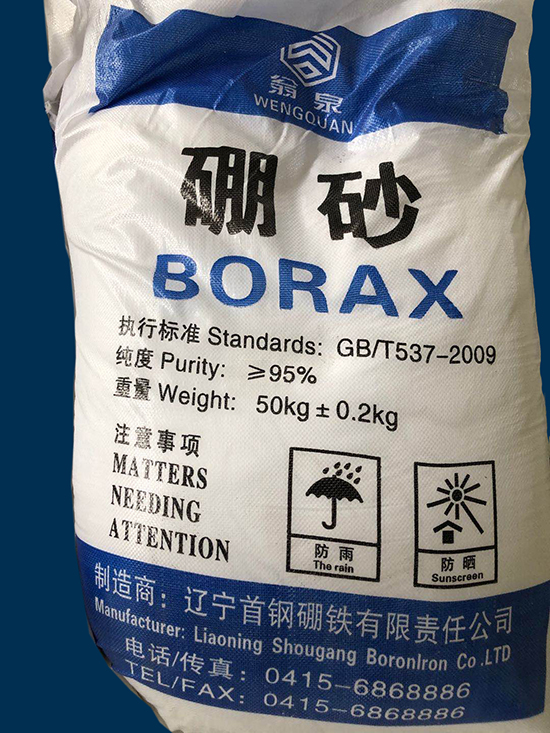 翁泉
WENGQUAN
硼砂
BORAX
执行标准 Standards: GB/T537-2009
纯度 Purity: ≥95%
重量 Weight: 50kg±0.2kg
注意事项
MATTERS
NEEDING
ATTENTION
防雨
The rain
防晒
Sunscreen
制造商：辽宁首钢硼铁有限责任公司
Manufacturer: Liaoning Shougang BoronIron Co .LTD
电话/传真：0415-6868886
TEL/FAX: 0415-6868886